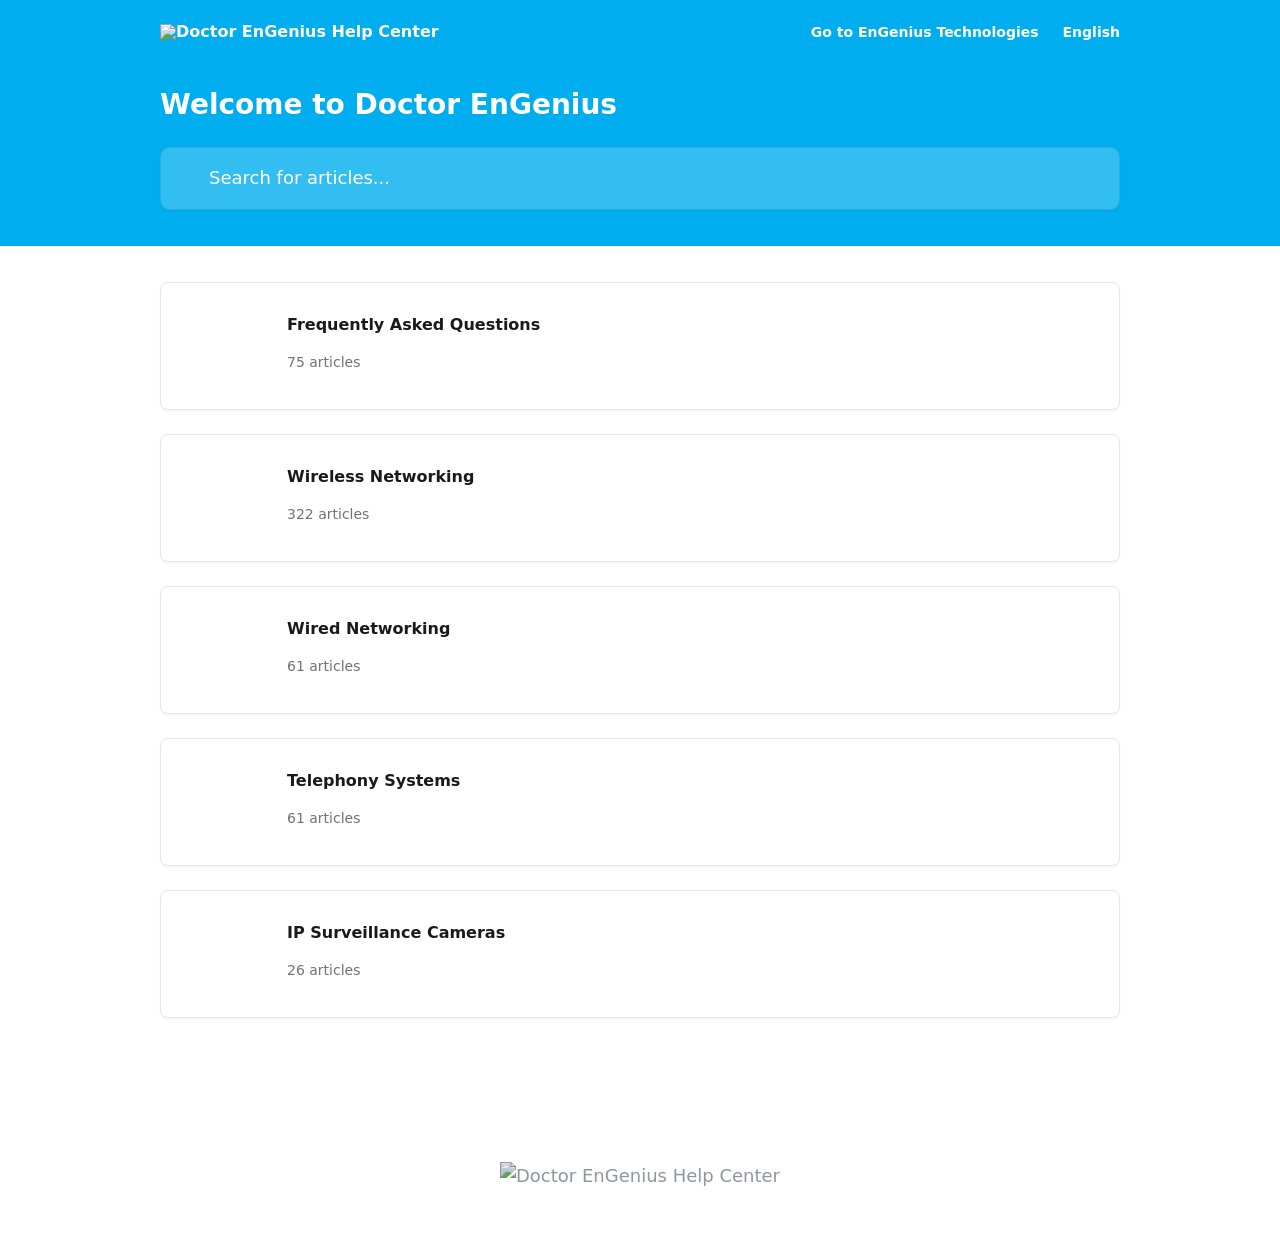 Doctor EnGenius Help Center
Go to EnGenius Technologies
English
Welcome to Doctor EnGenius
Search for articles...
Frequently Asked Questions
75 articles
Wireless Networking
322 articles
Wired Networking
61 articles
Telephony Systems
61 articles
IP Surveillance Cameras
26 articles
Doctor EnGenius Help Center